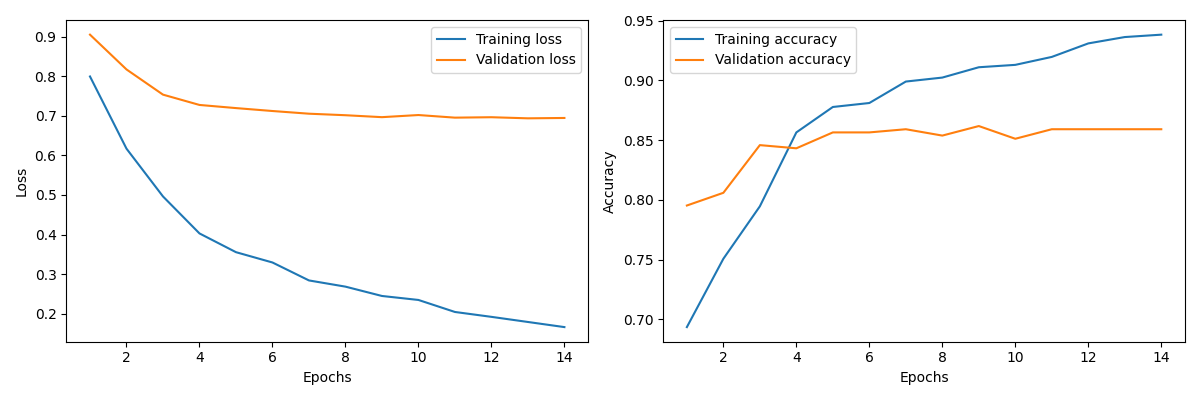 Training loss
Validation loss
0.9
0.8
0.7
0.6
0.5
0.4
0.3
0.2
Loss
2 4 6 8 10 12 14
Epochs
Training accuracy
Validation accuracy
0.95
0.90
0.85
0.80
0.75
0.70
Accuracy
2 4 6 8 10 12 14
Epochs